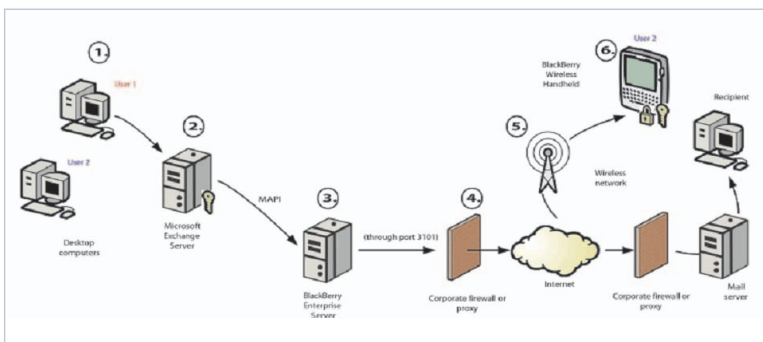 1.
User 1
User 2
Desktop
computers
2.
Microsoft
Exchange
Server
MAPI
3.
BlackBerry
Enterprise
Server
(through port 3101)
4.
Corporate firewall or
proxy
Internet
5.
Wireless
network
6.
User 2
BlackBerry
Wireless
Handheld
Corporate firewall or
proxy
Mail
server
Recipient